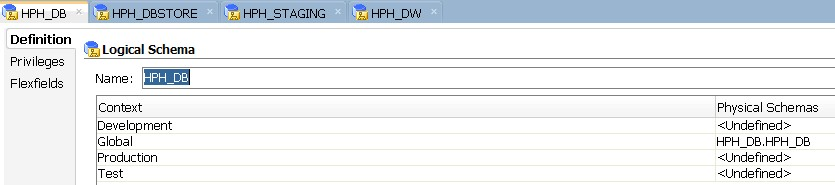 HPH_DB HPH_DBSTORE HPH_STAGING HPH_DW
Definition
Privileges
Flexfields
Logical Schema
Name: HPH_DB
Context Physical Schemas
Development <Undefined>
Global HPH_DB.HPH_DB
Production <Undefined>
Test <Undefined>